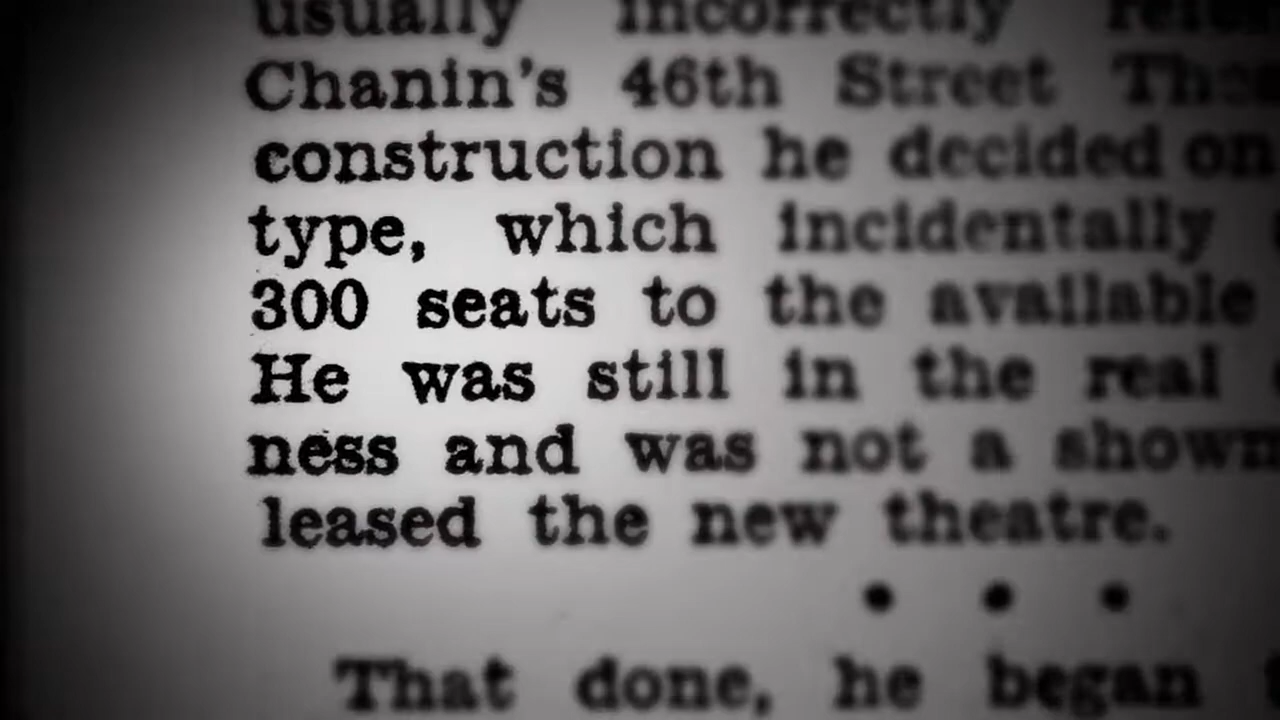 usually incorrectly
Chanin's 46th Street
construction he decided on
type, which incidentally
300 seats to the available
He was still in the real
ness and was not a
leased the new theatre.
• • •
That done, he began